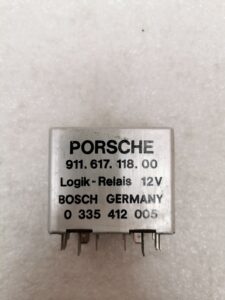 PORSCHE
911.617.118.00
Logik-Relais 12V
BOSCH GERMANY
0 335 412 005